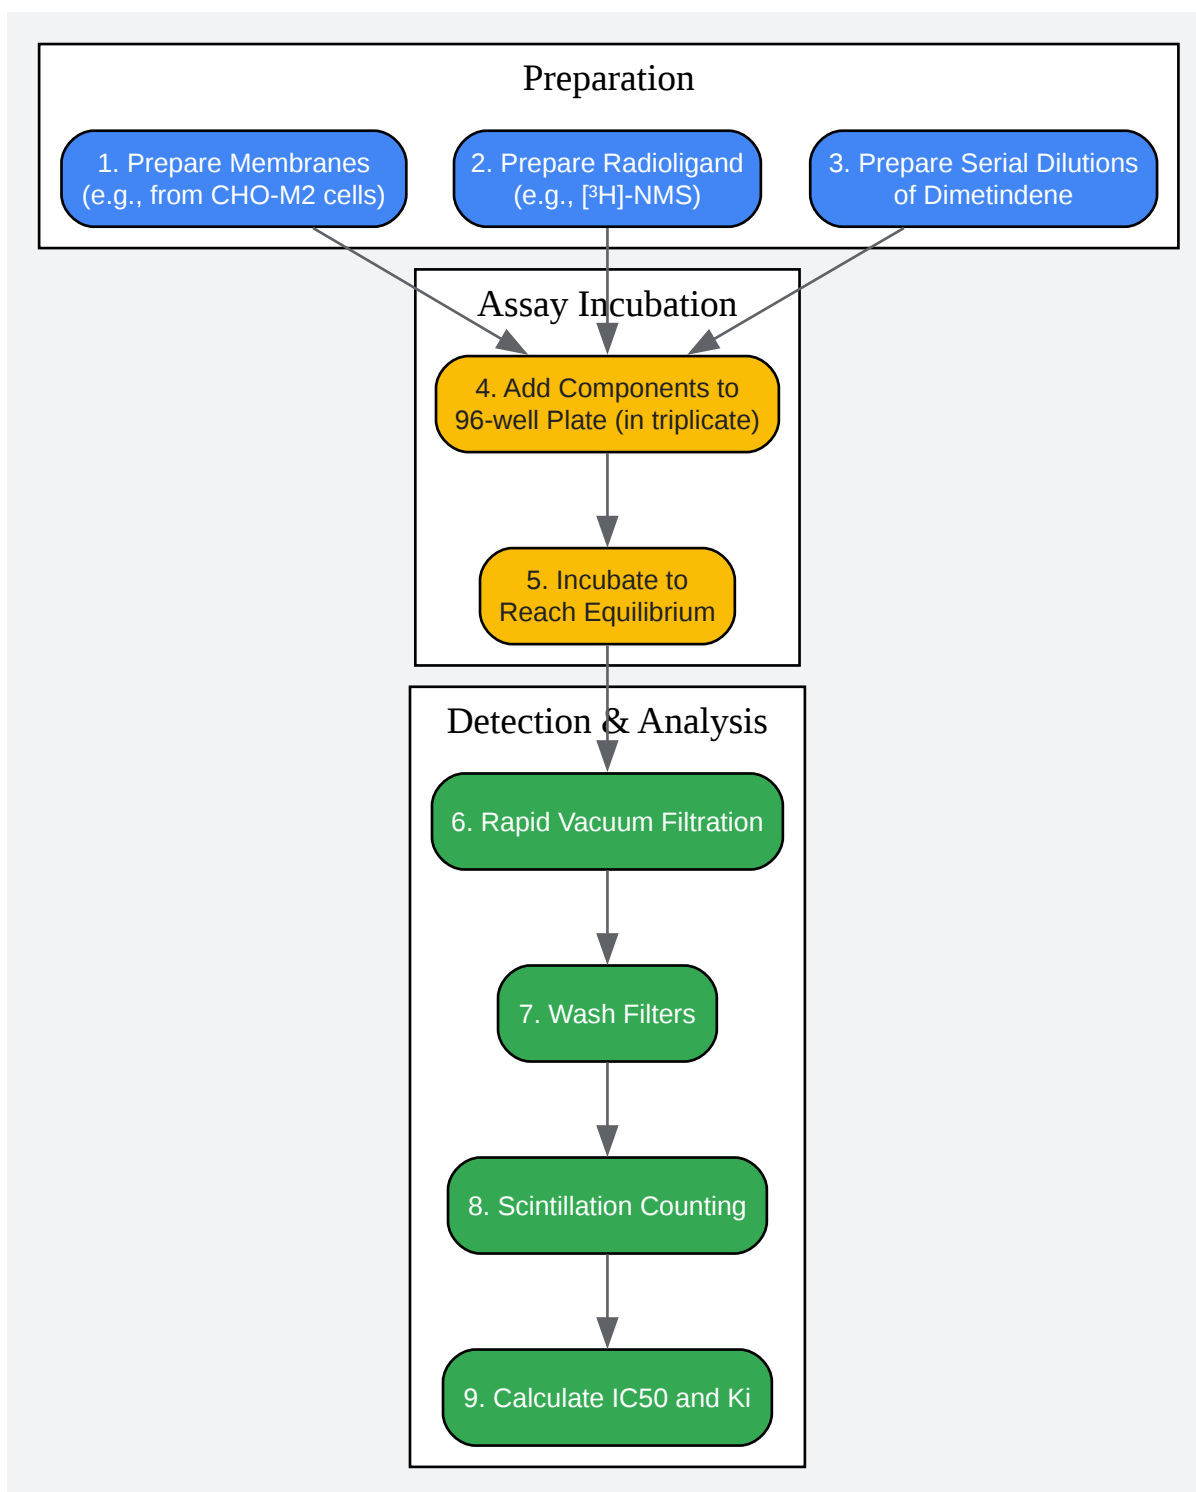 Preparation
1. Prepare Membranes
(e.g., from CHO-M2 cells)
2. Prepare Radioligand
(e.g., [³H]-NMS)
3. Prepare Serial Dilutions
of Dimetindene
Assay Incubation
4. Add Components to
96-well Plate (in triplicate)
5. Incubate to
Reach Equilibrium
Detection & Analysis
6. Rapid Vacuum Filtration
7. Wash Filters
8. Scintillation Counting
9. Calculate IC50 and Ki